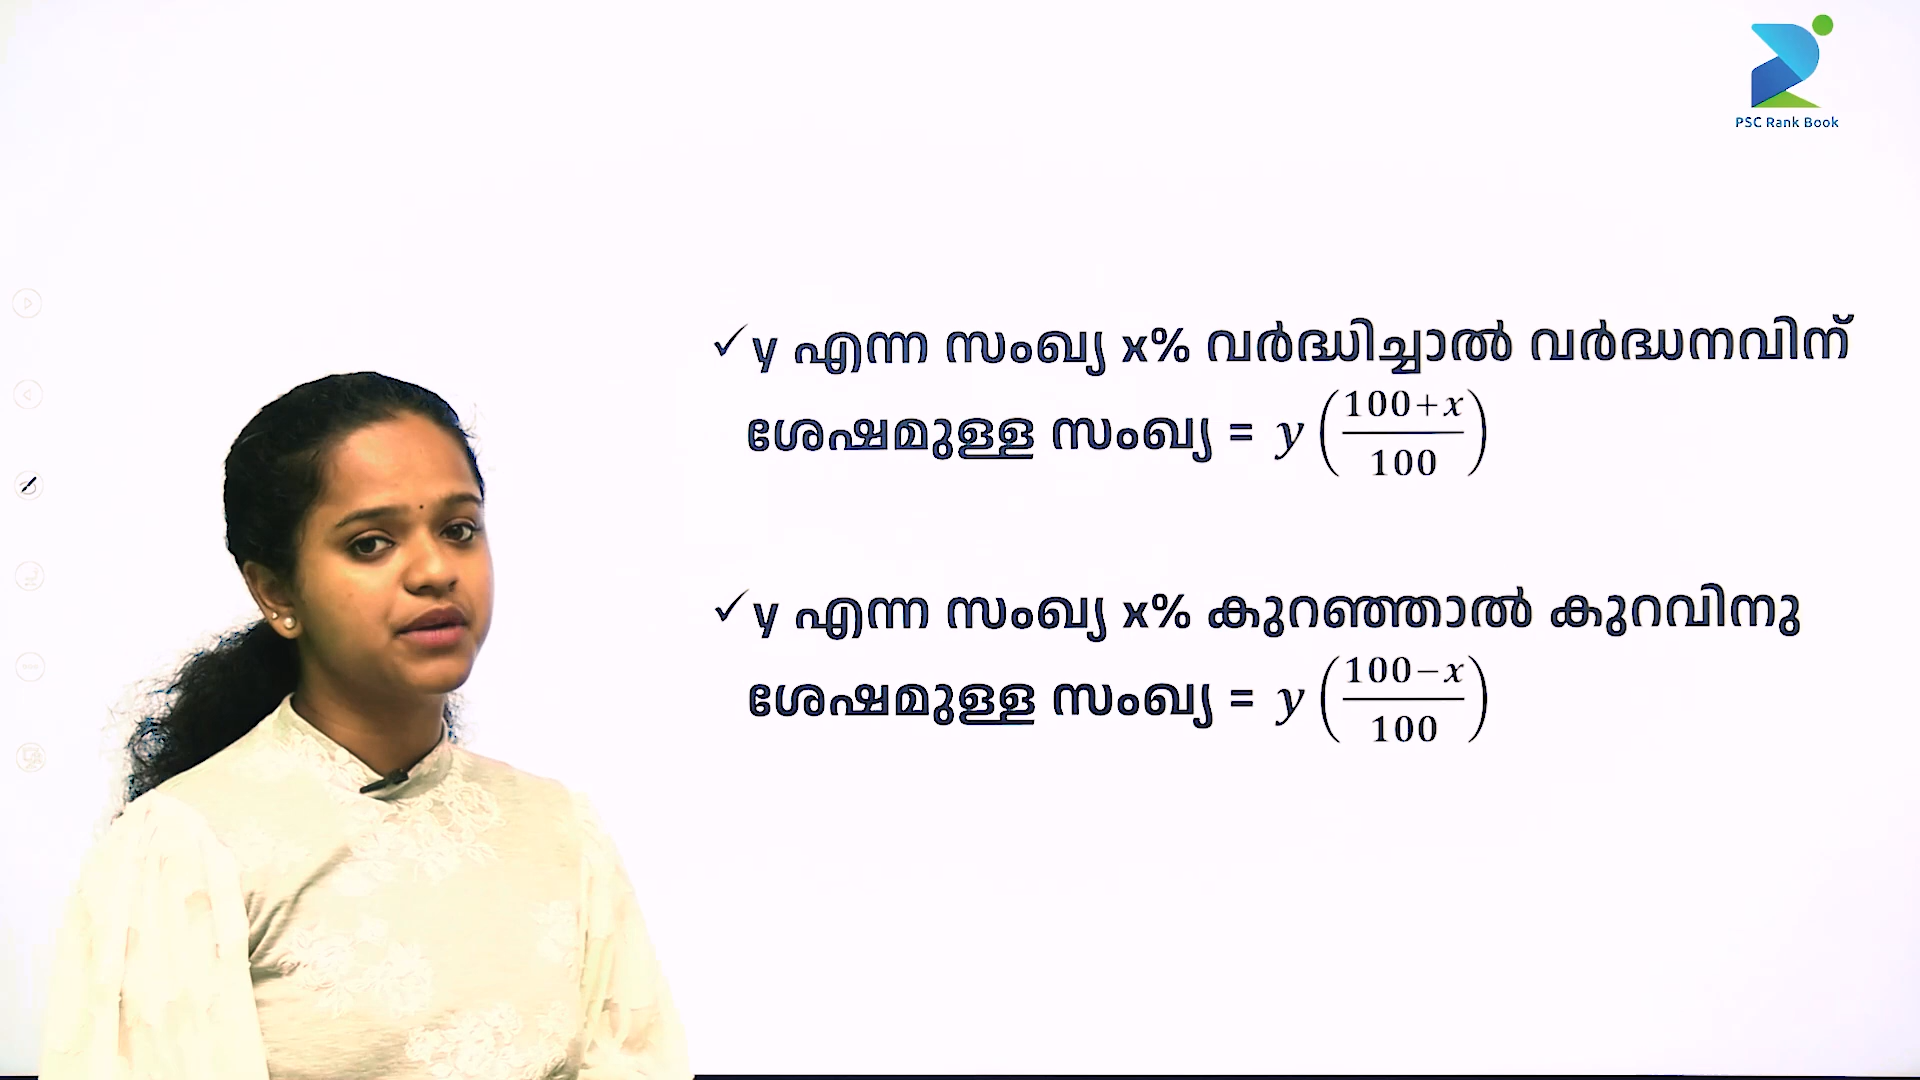 PSC Rank Book
✓ y എന്ന സംഖ്യ x% വർദ്ധിച്ചാൽ വർദ്ധനവിന്
ശേഷമുള്ള സംഖ്യ = y (100+x/100)
✓ y എന്ന സംഖ്യ x% കുറഞ്ഞാൽ കുറവിനു
ശേഷമുള്ള സംഖ്യ = y (100−x/100)